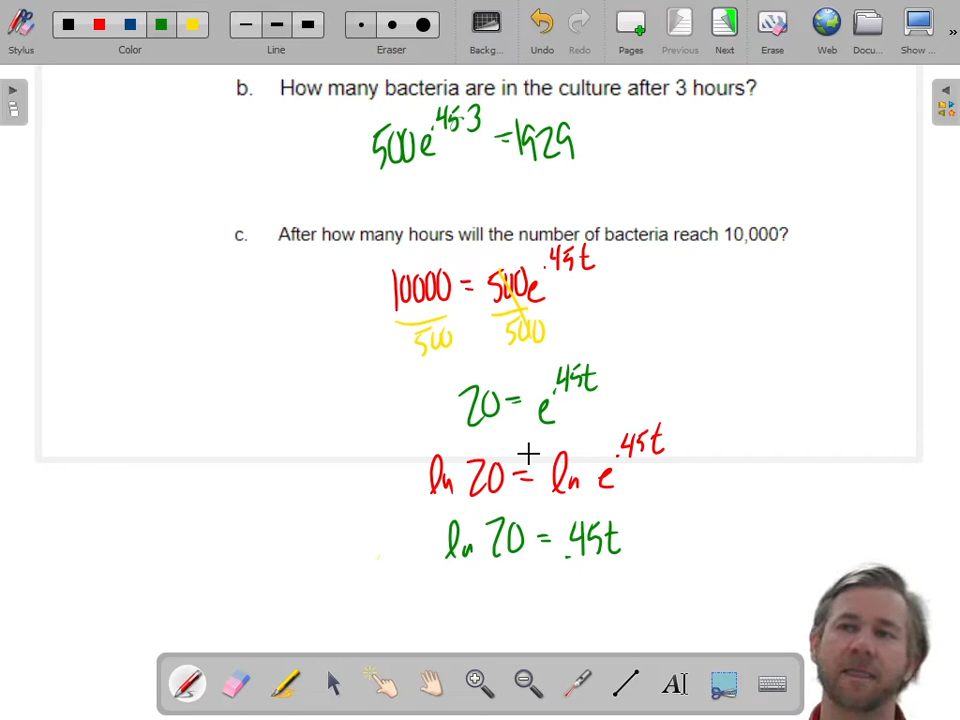 Stylus Color Line Eraser Backg... Undo Redo Pages Previous Next Erase Web Docu... Show ... »
b. How many bacteria are in the culture after 3 hours?
500e^.45·3 =1929
c. After how many hours will the number of bacteria reach 10,000?
10000 = 500e^.45t
500 500
20 = e^.45t
ln 20 = ln e^.45t
ln 20 = .45t
A